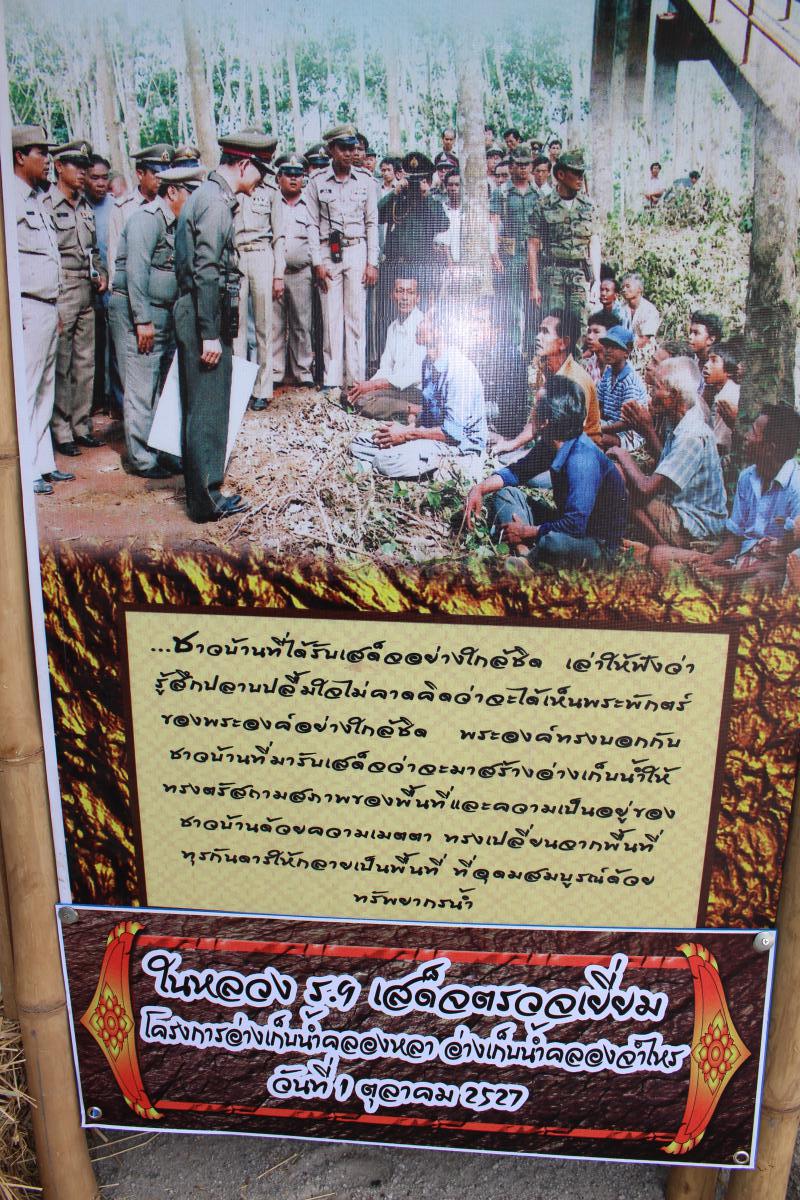 ...ชาวบ้านที่ได้รับเสด็จอย่างใกล้ชิด เล่าให้ฟังว่า
รู้สึกปลาบปลื้มใจไม่คาดคิดว่าจะได้เห็นพระพักตร์
ของพระองค์อย่างใกล้ชิด พระองค์ทรงบอกกับ
ชาวบ้านที่มารับเสด็จว่าจะมาสร้างอ่างเก็บน้ำให้
ทรงตรัสถามสภาพของพื้นที่และความเป็นอยู่ของ
ชาวบ้านด้วยความเมตตา ทรงเปลี่ยนจากพื้นที่
ทุรกันดารให้กลายเป็นพื้นที่ ที่อุดมสมบูรณ์ด้วย
ทรัพยากรน้ำ
ในหลวง ร.9 เสด็จตรวจเยี่ยม
โครงการอ่างเก็บน้ำคลองหลา อ่างเก็บน้ำคลองจำไหร
วันที่ 1 ตุลาคม 2527